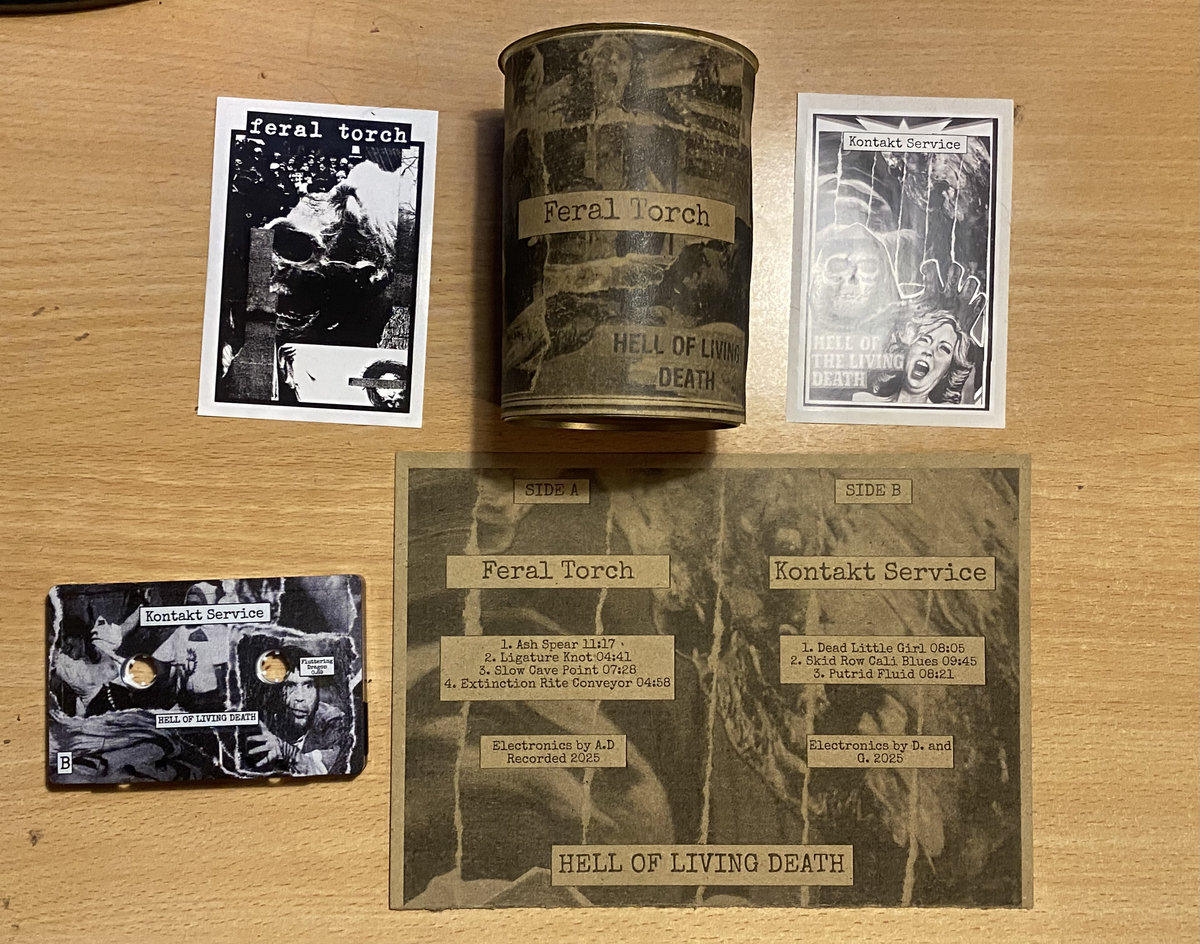 feral torch
Feral Torch
HELL OF LIVING
DEATH
Kontakt Service
HELL OF
THE LIVING
DEATH
Kontakt Service
Fluttering
Dragon
HELL OF LIVING DEATH
B
SIDE A
Feral Torch
1. Ash Spear 11:17
2. Ligature Knot 04:41
3. Slow Cave Point 07:28
4. Extinction Rite Conveyor 04:58
Electronics by A.D
Recorded 2025
SIDE B
Kontakt Service
1. Dead Little Girl 08:05
2. Skid Row Cali Blues 09:45
3. Putrid Fluid 08:21
Electronics by D. and
G. 2025
HELL OF LIVING DEATH